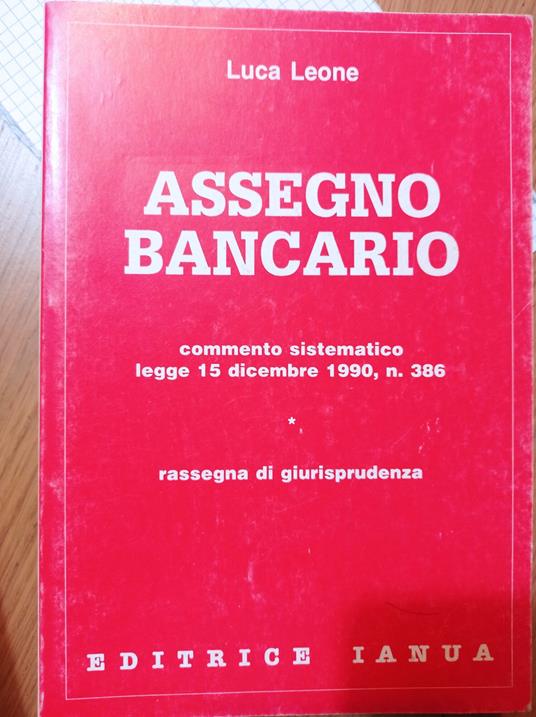 Luca Leone
ASSEGNO
BANCARIO
commento sistematico
legge 15 dicembre 1990, n. 386
*
rassegna di giurisprudenza
EDITRICE IANUA